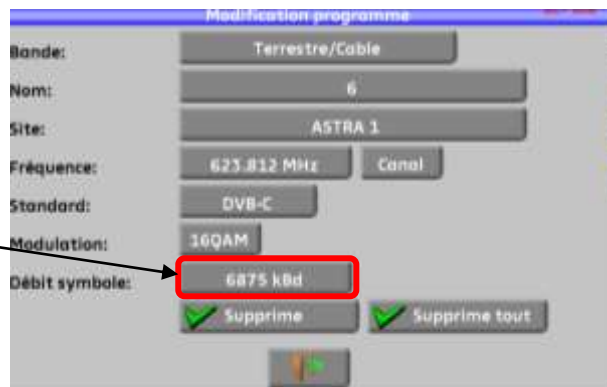 Modification programme
Bande: Terrestre/Cable
Nom: 6
Site: ASTRA 1
Fréquence: 623.812 MHz Canal
Standard: DVB-C
Modulation: 16QAM
Débit symbole: 6875 kBd
Supprime Supprime tout